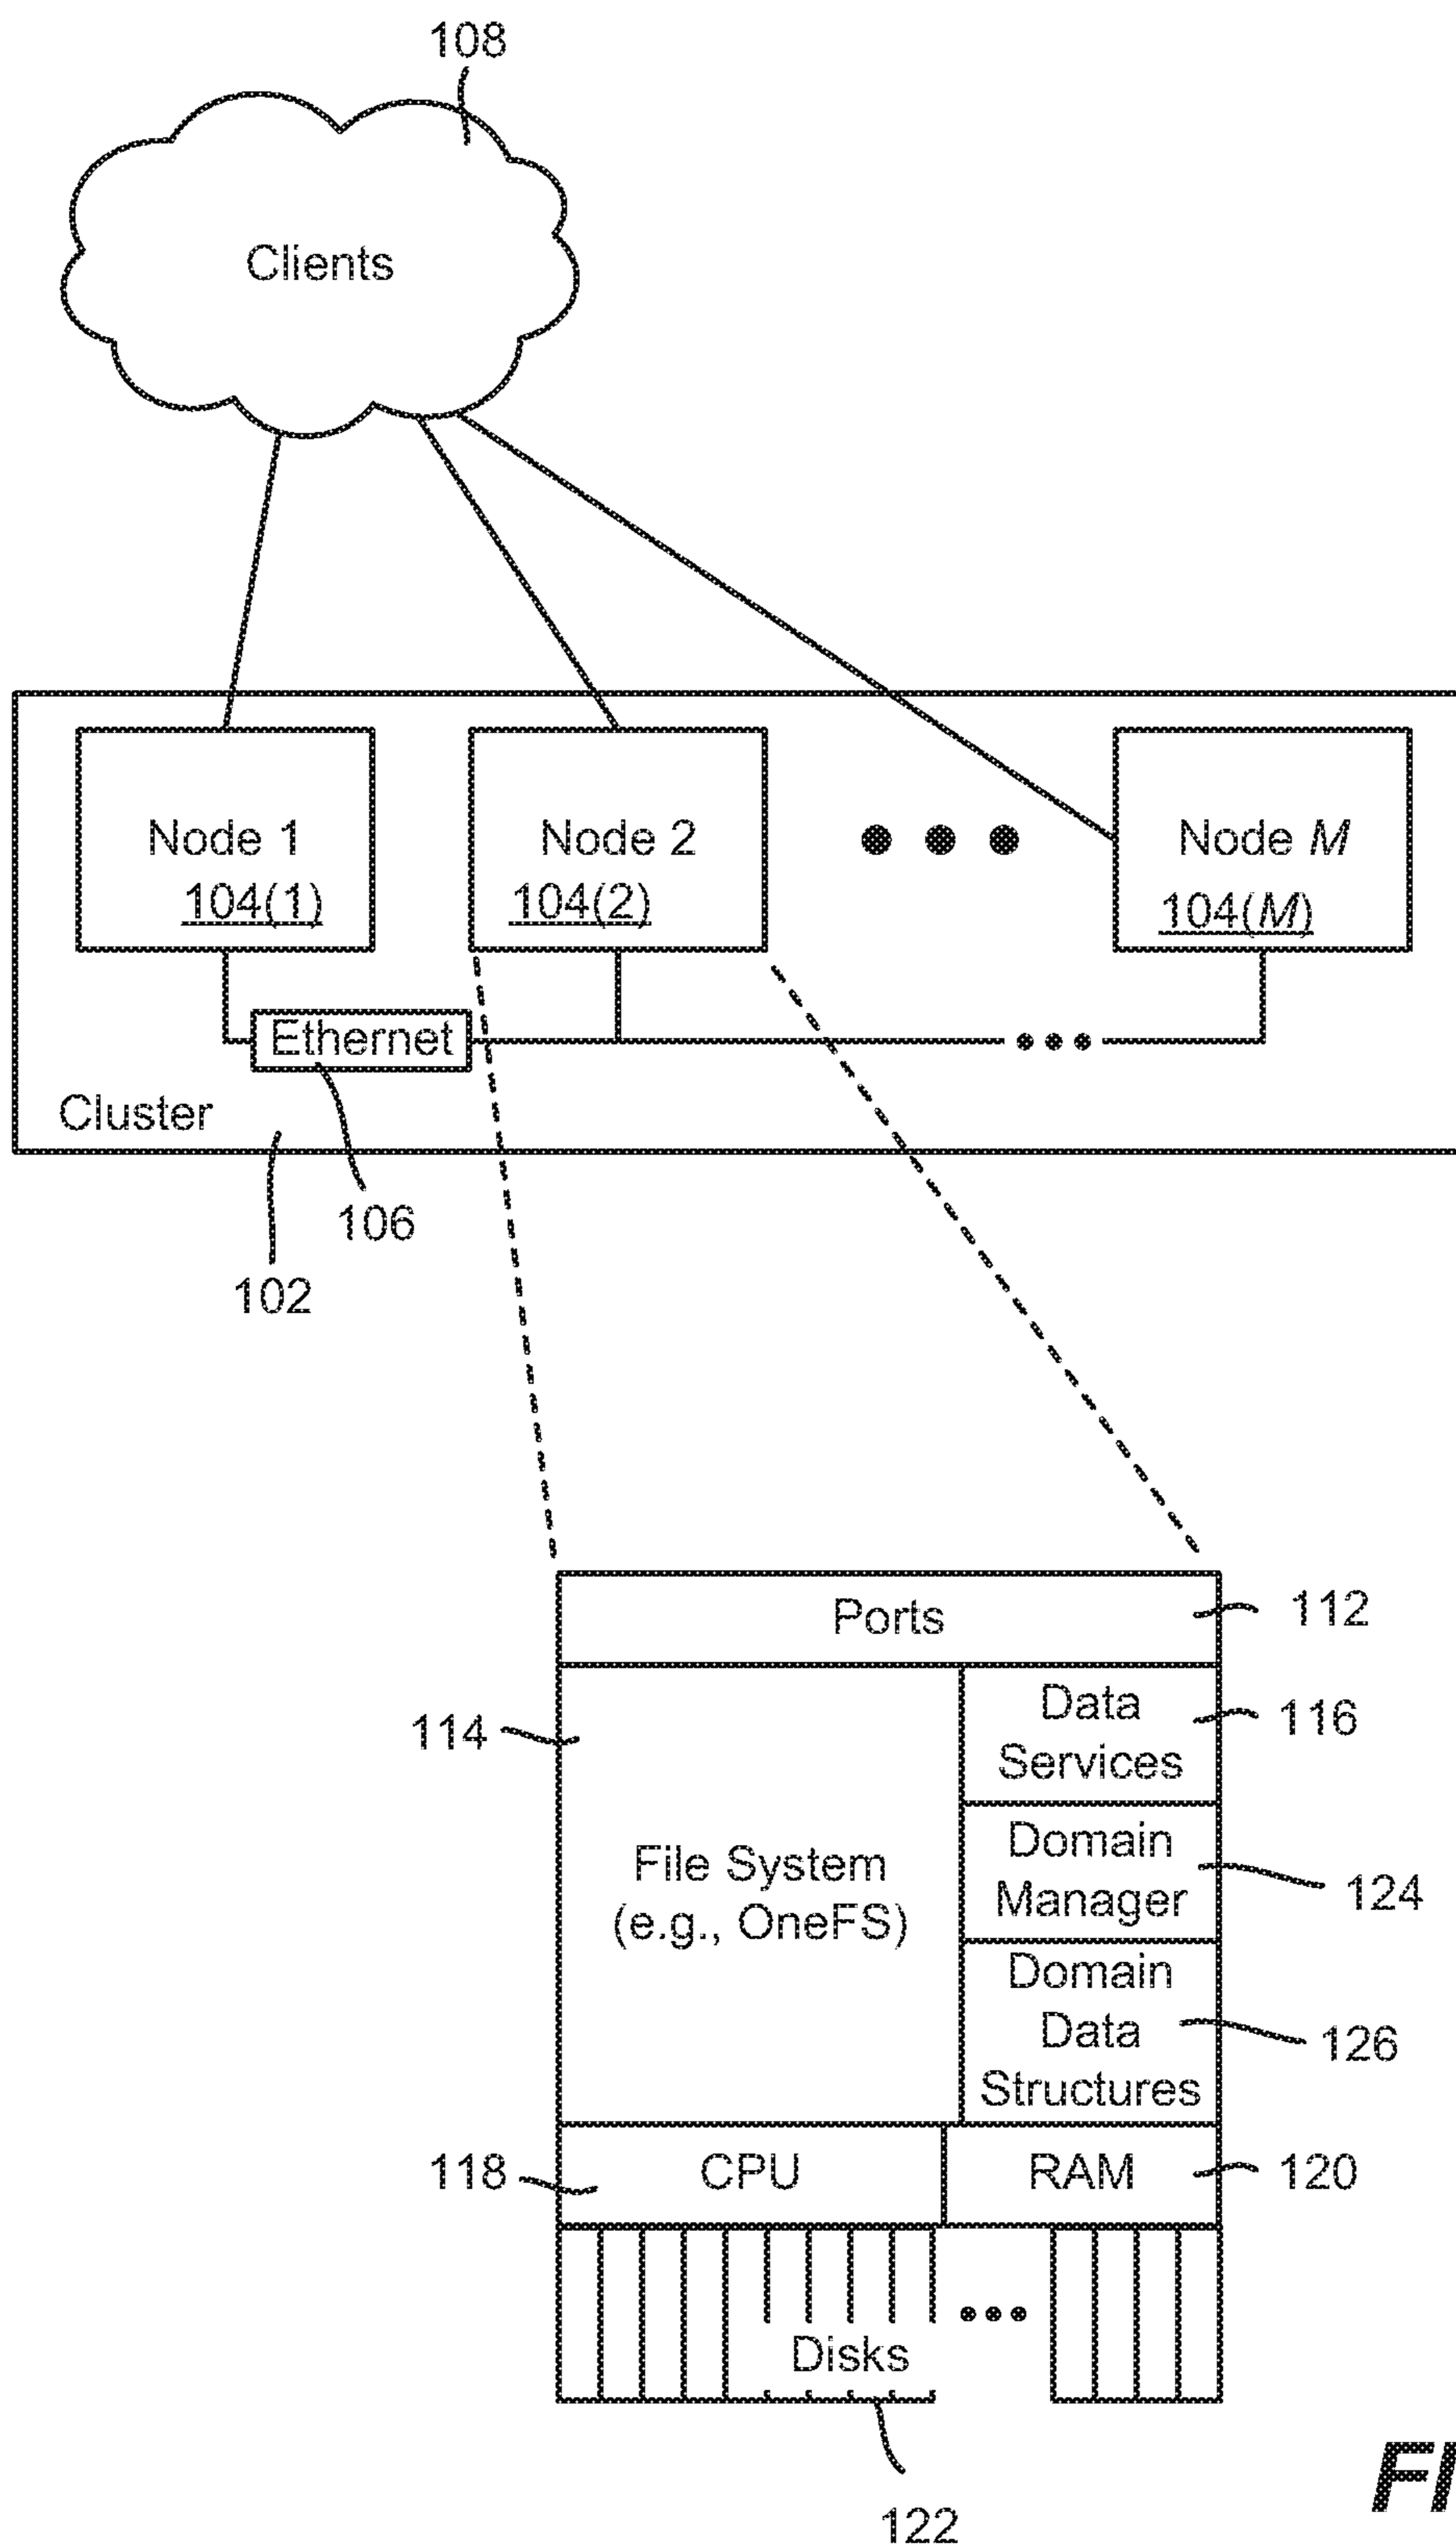 108
Clients
Node 1
104(1)
Node 2
104(2)
Node M
104(M)
Ethernet
Cluster
106
102
Ports
112
114
Data
Services
116
File System
(e.g., OneFS)
Domain
Manager
124
Domain
Data
Structures
126
118
CPU
RAM
120
Disks
122